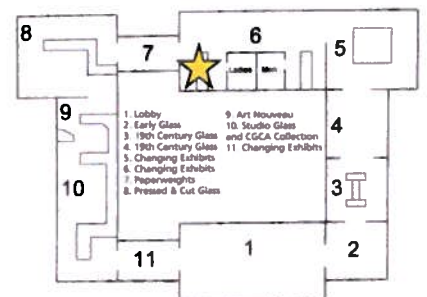 8
7
6
5
Ladies Men
9
4
1. Lobby
2. Early Glass
3. 19th Century Glass
4. 19th Century Glass
5. Changing Exhibits
6. Changing Exhibits
7. Paperweights
8. Pressed & Cut Glass
9. Art Nouveau
10. Studio Glass
and CGCA Collection
11. Changing Exhibits
10
3
11
1
2